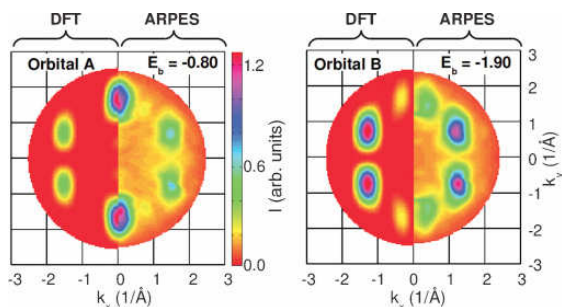 DFT ARPES
Orbital A E_b = -0.80
1.2
0.6
0.0
I (arb. units)
-3 -2 -1 0 1 2 3
k_x (1/Å)
DFT ARPES
Orbital B E_b = -1.90
3
2
1
0
-1
-2
-3
k_y (1/Å)
-3 -2 -1 0 1 2 3
k_x (1/Å)